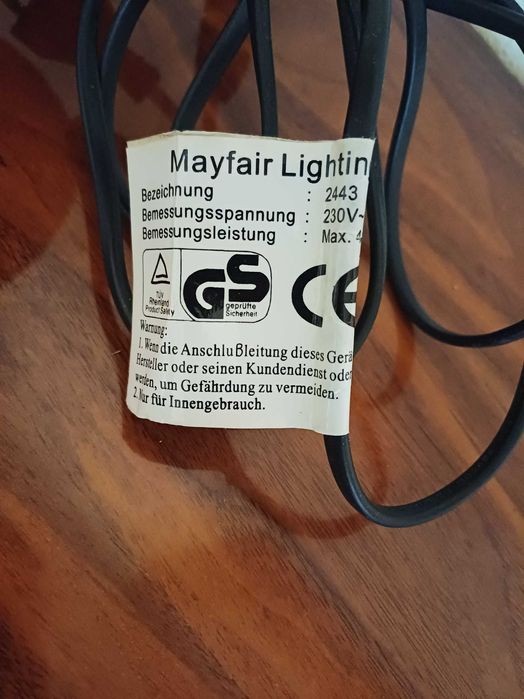 Mayfair Lightin
Bezeichnung : 2443
Bemessungsspannung : 230V~
Bemessungsleistung : Max. 4
TÜV
Rheinland
Product Safety
GS
geprüfte
Sicherheit
CE
Warnung:
1. Wenn die Anschlußleitung dieses Gerä
Hersteller oder seinen Kundendienst oder
werden, um Gefährdung zu vermeiden.
2. Nur für Innengebrauch.